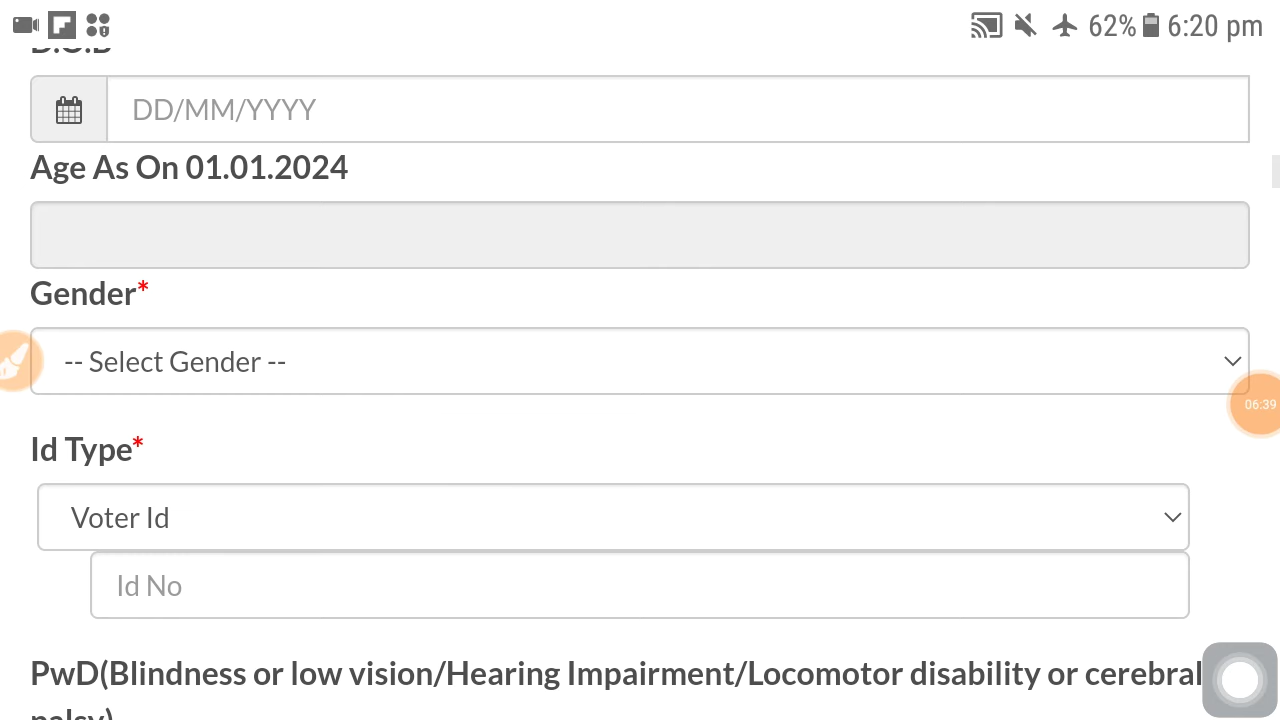 62% 6:20 pm
D.O.B
DD/MM/YYYY
Age As On 01.01.2024
Gender*
-- Select Gender --
06:39
Id Type*
Voter Id
Id No
PwD(Blindness or low vision/Hearing Impairment/Locomotor disability or cerebral
palsy)